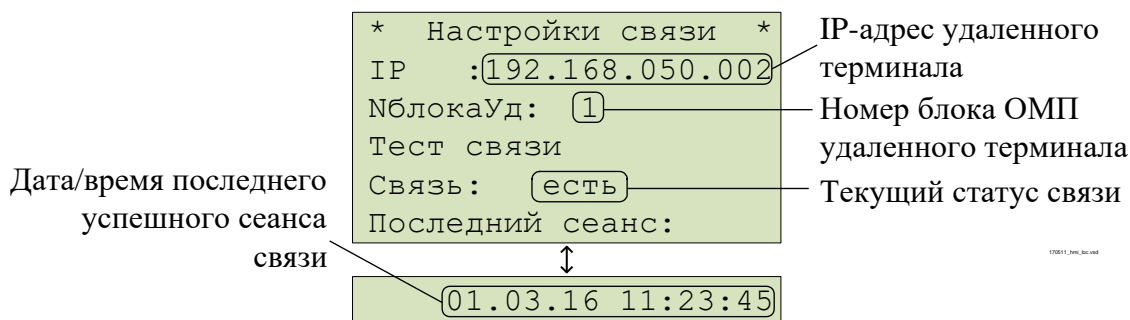 * Настройки связи *
IP :192.168.050.002
NблокаУд: 1
Тест связи
Связь: есть
Последний сеанс:
01.03.16 11:23:45
IP-адрес удаленного
терминала
Номер блока ОМП
удаленного терминала
Текущий статус связи
Дата/время последнего
успешного сеанса
связи
170511_hmi_loc.vsd